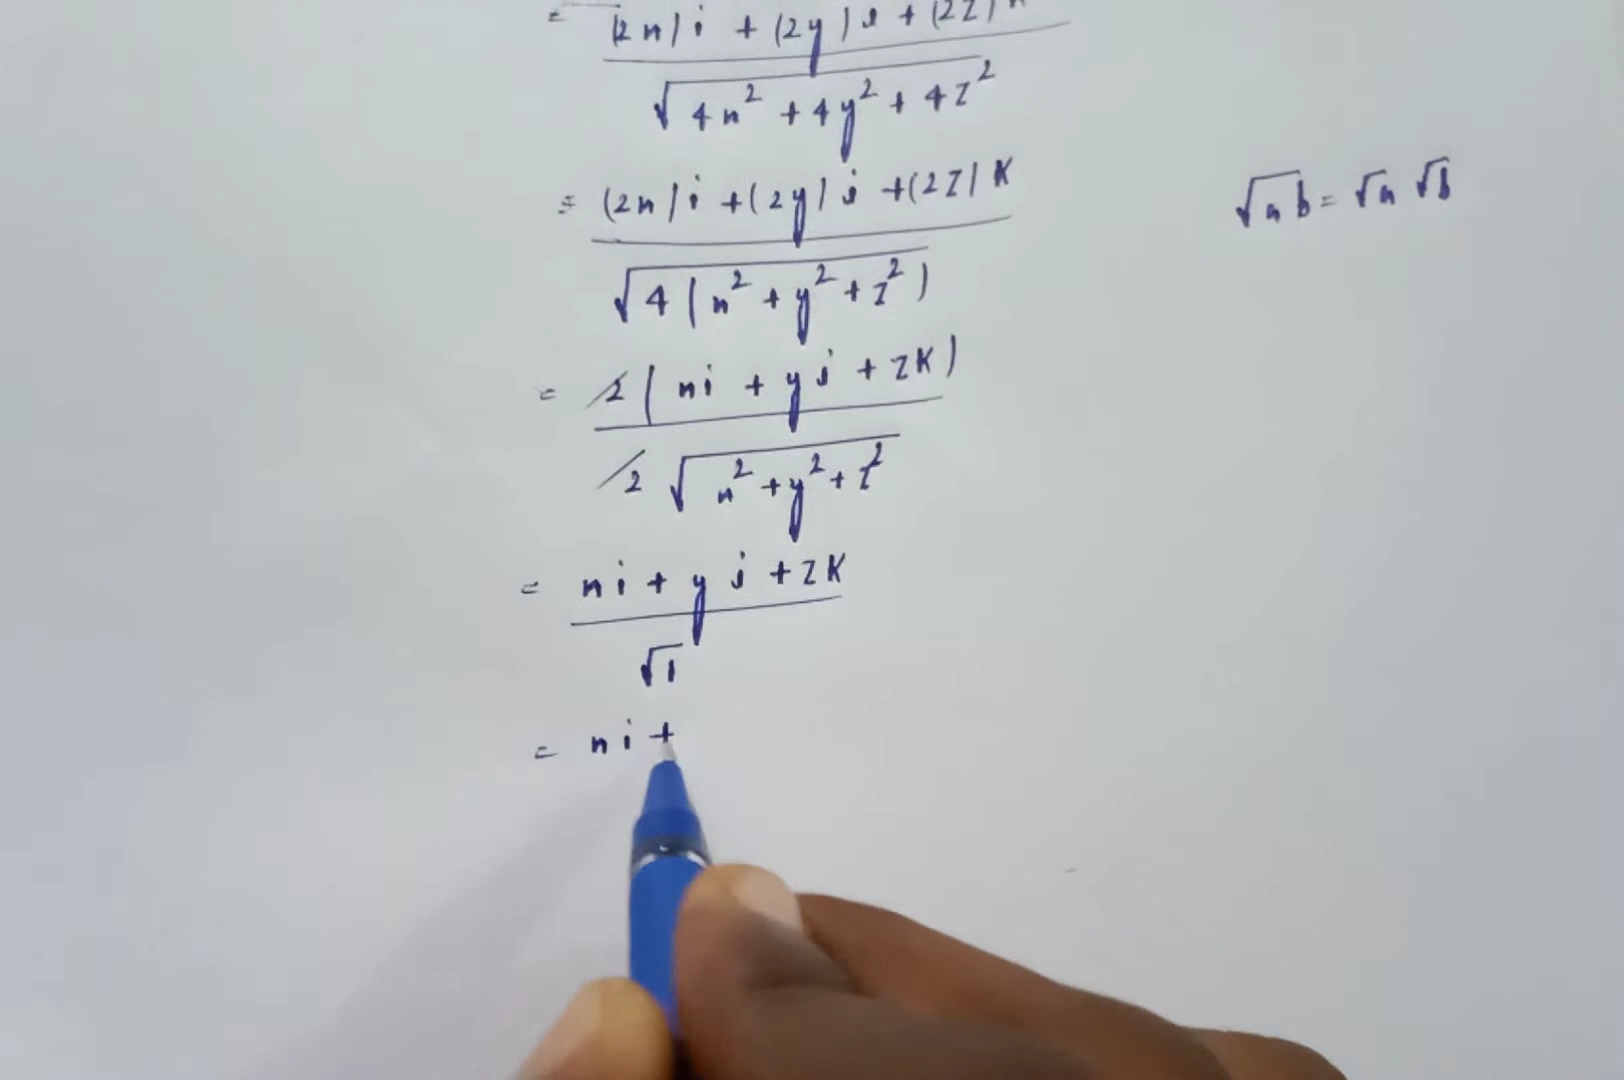 = (2x)i + (2y)j + (2z)k
√4x² + 4y² + 4z²
= (2x)i + (2y)j + (2z)k
√4(x² + y² + z²)
√ab = √a √b
= 2(xi + yj + zk)
2√x² + y² + z²
= xi + yj + zk
√1
= xi +